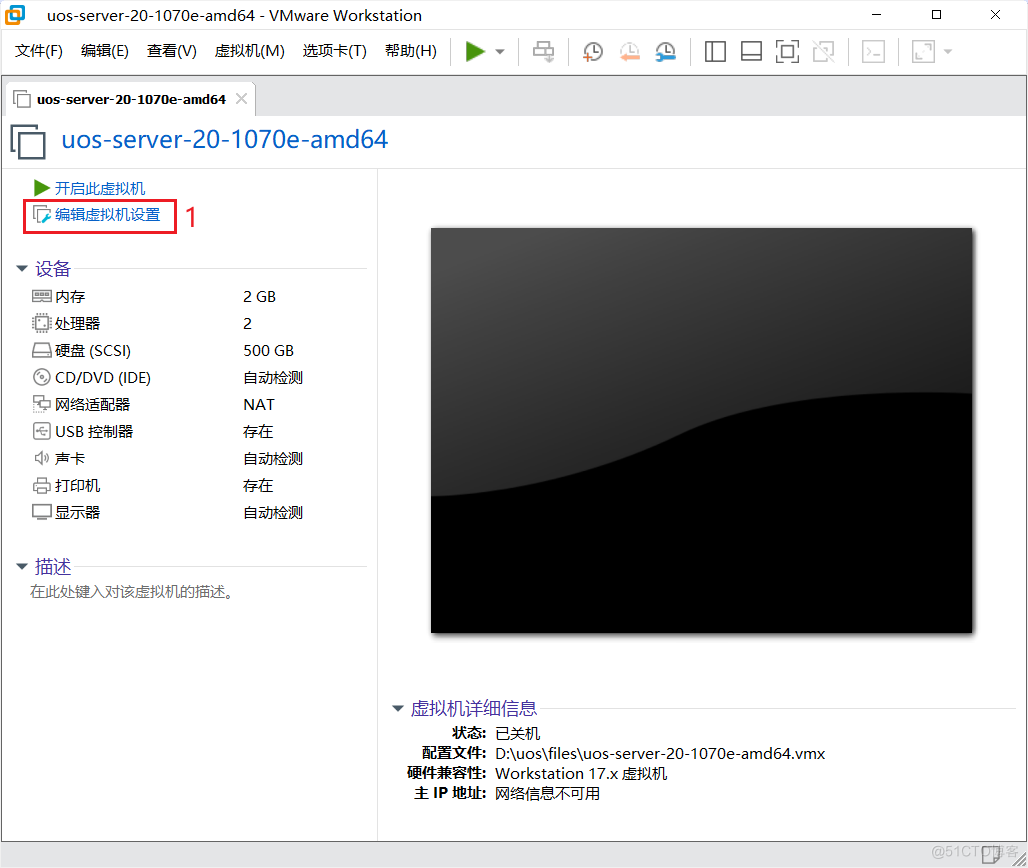 uos-server-20-1070e-amd64 - VMware Workstation
文件(F) 编辑(E) 查看(V) 虚拟机(M) 选项卡(T) 帮助(H)
uos-server-20-1070e-amd64
uos-server-20-1070e-amd64
开启此虚拟机
编辑虚拟机设置 1
设备
内存 2 GB
处理器 2
硬盘 (SCSI) 500 GB
CD/DVD (IDE) 自动检测
网络适配器 NAT
USB 控制器 存在
声卡 自动检测
打印机 存在
显示器 自动检测
描述
在此处键入对该虚拟机的描述。
虚拟机详细信息
状态: 已关机
配置文件: D:\uos\files\uos-server-20-1070e-amd64.vmx
硬件兼容性: Workstation 17.x 虚拟机
主 IP 地址: 网络信息不可用
@51CTO博客